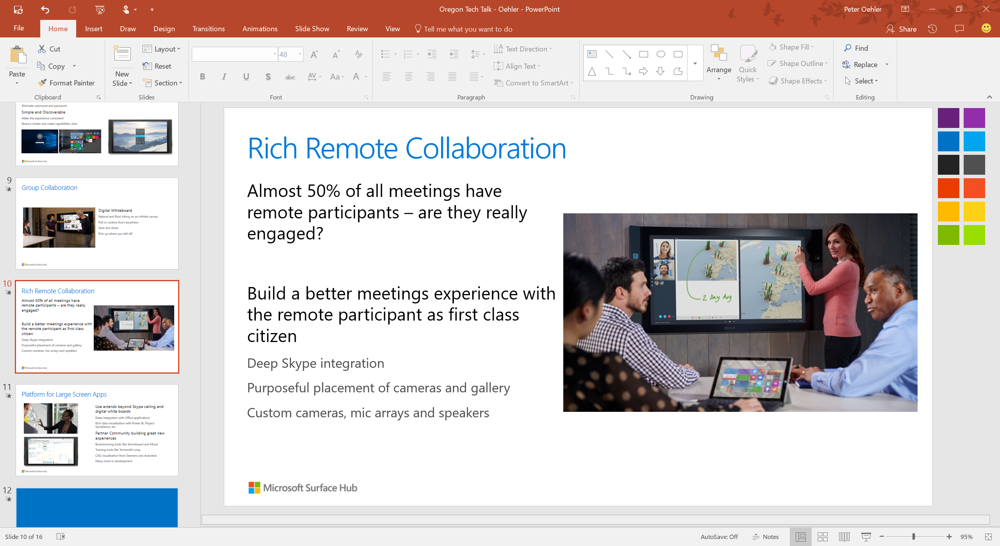 Oregon Tech Talk - Oehler - PowerPoint
Peter Oehler
File
Home
Insert
Draw
Design
Transitions
Animations
Slide Show
Review
View
Tell me what you want to do
Share
Paste
Cut
Copy
Format Painter
Clipboard
New Slide
Layout
Reset
Section
Slides
48
B I U S abc AV Aa A
Font
Text Direction
Align Text
Convert to SmartArt
Paragraph
Arrange
Quick Styles
Shape Fill
Shape Outline
Shape Effects
Drawing
Find
Replace
Select
Editing
Eliminate username and password
Simple and Discoverable
Make the experience consistent
Reduce clutter and make capabilities clear
11:56
Microsoft Surface Hub
9
Group Collaboration
Digital Whiteboard
Natural and fluid inking on an infinite canvas
Pull in content from anywhere
Save and share
Pick up where you left off
Microsoft Surface Hub
10
Rich Remote Collaboration
Almost 50% of all meetings have
remote participants – are they really
engaged?
Build a better meetings experience with
the remote participant as first class
citizen
Deep Skype integration
Purposeful placement of cameras and gallery
Custom cameras, mic arrays and speakers
Microsoft Surface Hub
11
Platform for Large Screen Apps
Use extends beyond Skype calling and
digital white boards
Deep integration with Office applications
Rich data visualization with Power BI, Porject
Sanddance, etc.
Partner Community building great new
experiences
Brainstorming tools like Stormboard and Mural
Training tools like Techsmith Loop
CAD visualization from Siemens and Autodesk
Many more in development
Microsoft Surface Hub
12
Rich Remote Collaboration
Almost 50% of all meetings have
remote participants – are they really
engaged?
Build a better meetings experience with
the remote participant as first class
citizen
Deep Skype integration
Purposeful placement of cameras and gallery
Custom cameras, mic arrays and speakers
2 Day Avg
Microsoft
Microsoft Surface Hub
Slide 10 of 16
AutoSave: Off
Notes
95%